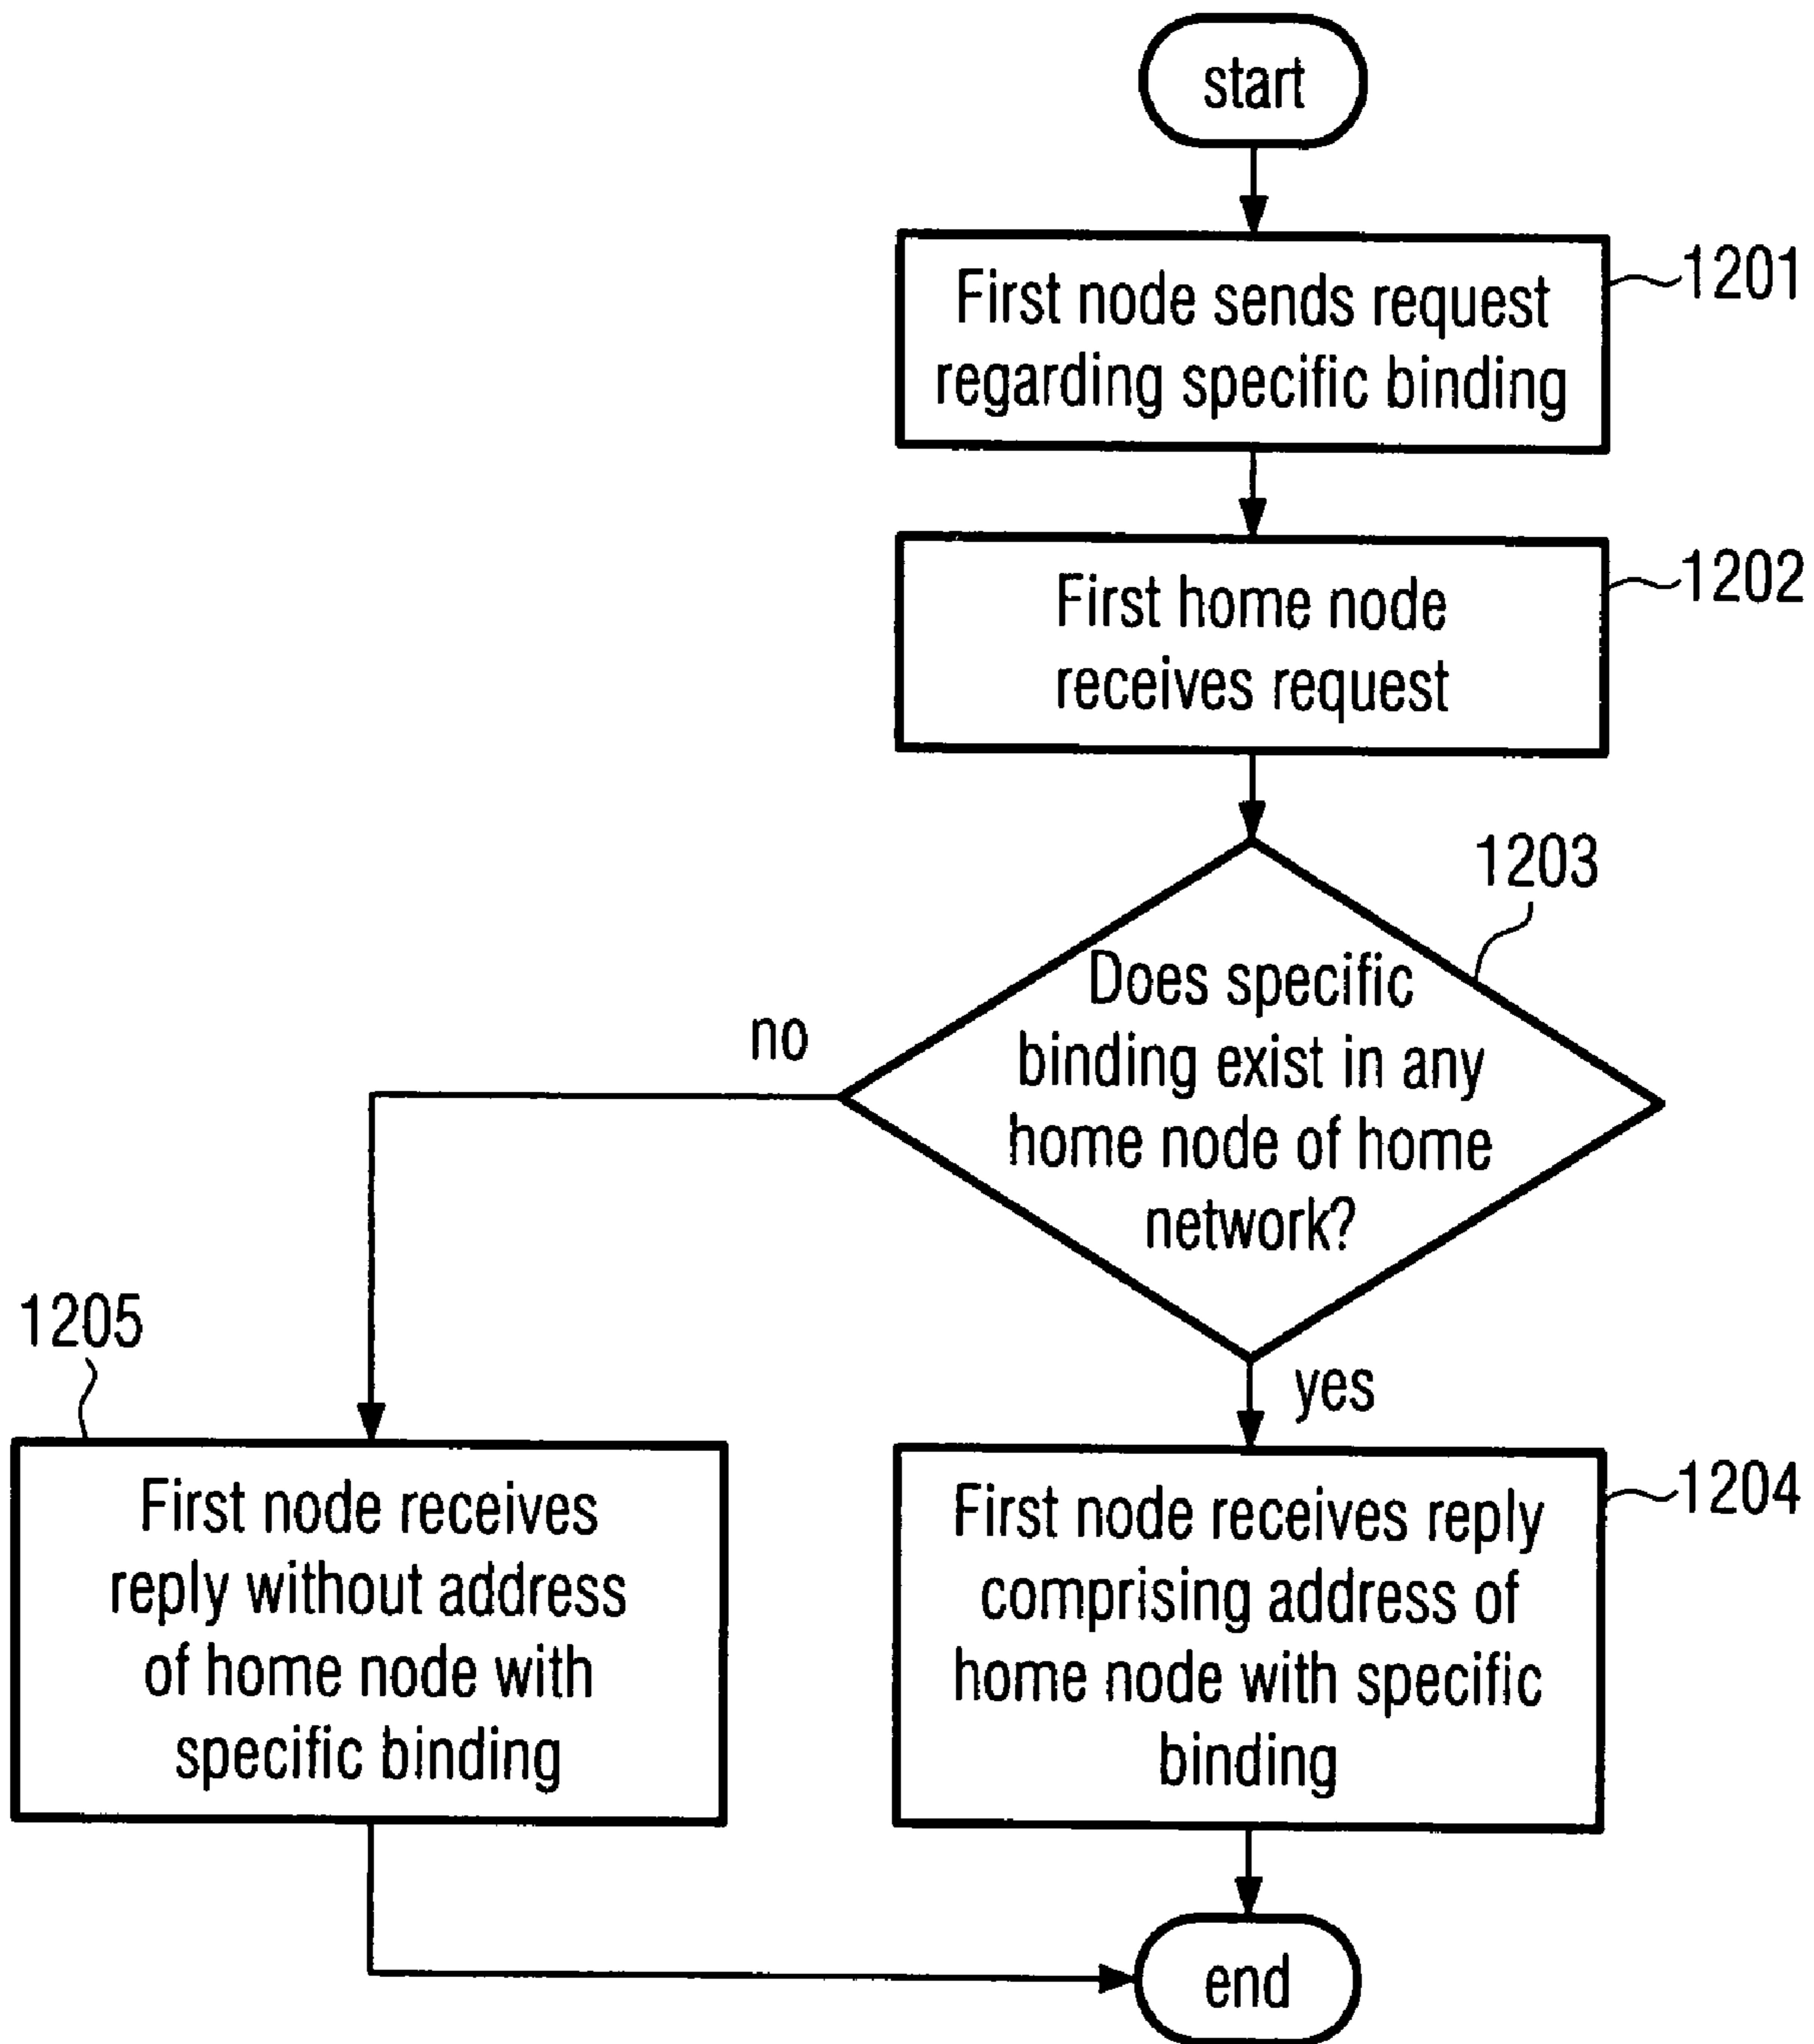 start
First node sends request
regarding specific binding
1201
First home node
receives request
1202
1203
Does specific
binding exist in any
home node of home
network?
no
yes
1205
First node receives
reply without address
of home node with
specific binding
First node receives reply
comprising address of
home node with specific
binding
1204
end